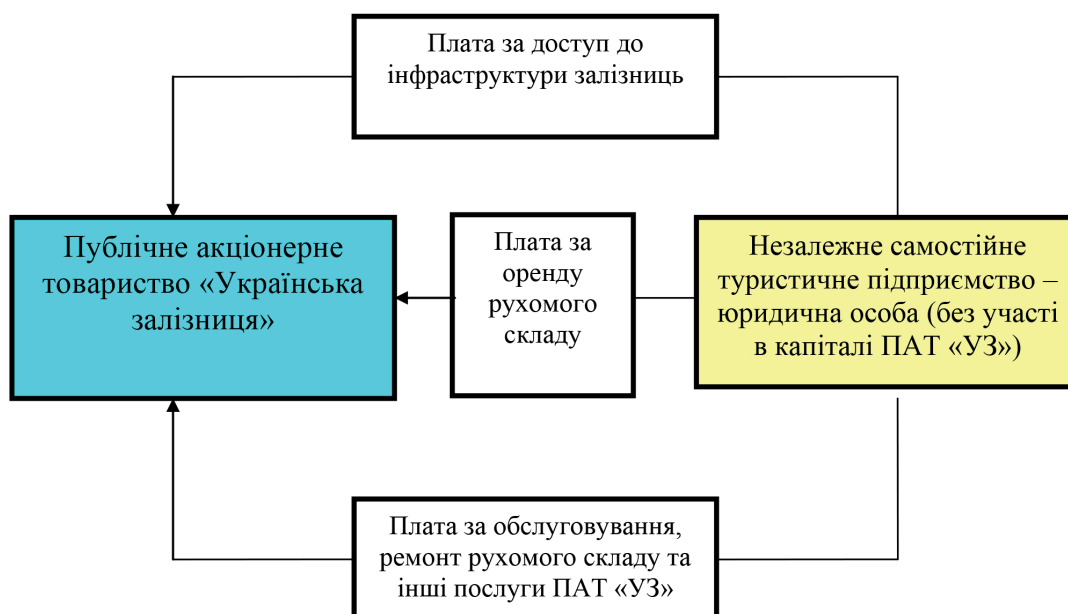 Плата за доступ до
інфраструктури залізниць
Публічне акціонерне
товариство «Українська
залізниця»
Плата за
оренду
рухомого
складу
Незалежне самостійне
туристичне підприємство –
юридична особа (без участі
в капіталі ПАТ «УЗ»)
Плата за обслуговування,
ремонт рухомого складу та
інші послуги ПАТ «УЗ»